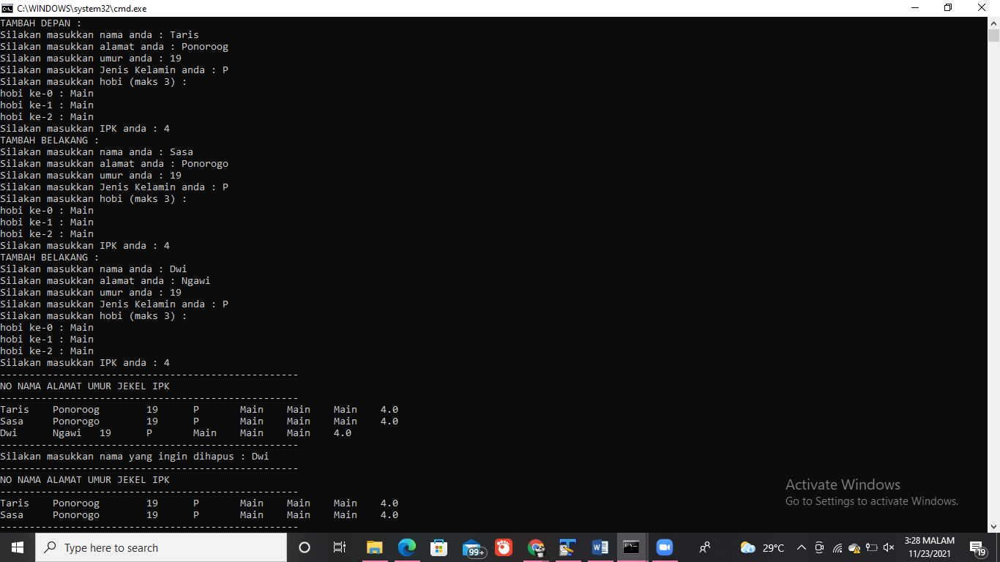 C:\WINDOWS\system32\cmd.exe
TAMBAH DEPAN :
Silakan masukkan nama anda : Taris
Silakan masukkan alamat anda : Ponoroog
Silakan masukkan umur anda : 19
Silakan masukkan Jenis Kelamin anda : P
Silakan masukkan hobi (maks 3) :
hobi ke-0 : Main
hobi ke-1 : Main
hobi ke-2 : Main
Silakan masukkan IPK anda : 4
TAMBAH BELAKANG :
Silakan masukkan nama anda : Sasa
Silakan masukkan alamat anda : Ponorogo
Silakan masukkan umur anda : 19
Silakan masukkan Jenis Kelamin anda : P
Silakan masukkan hobi (maks 3) :
hobi ke-0 : Main
hobi ke-1 : Main
hobi ke-2 : Main
Silakan masukkan IPK anda : 4
TAMBAH BELAKANG :
Silakan masukkan nama anda : Dwi
Silakan masukkan alamat anda : Ngawi
Silakan masukkan umur anda : 19
Silakan masukkan Jenis Kelamin anda : P
Silakan masukkan hobi (maks 3) :
hobi ke-0 : Main
hobi ke-1 : Main
hobi ke-2 : Main
Silakan masukkan IPK anda : 4
---------------------------------------------------
NO NAMA ALAMAT UMUR JEKEL IPK
---------------------------------------------------
Taris Ponoroog 19 P Main Main Main 4.0
Sasa Ponorogo 19 P Main Main Main 4.0
Dwi Ngawi 19 P Main Main Main 4.0
---------------------------------------------------
Silakan masukkan nama yang ingin dihapus : Dwi
---------------------------------------------------
NO NAMA ALAMAT UMUR JEKEL IPK
---------------------------------------------------
Taris Ponoroog 19 P Main Main Main 4.0
Sasa Ponorogo 19 P Main Main Main 4.0
---------------------------------------------------
Activate Windows
Go to Settings to activate Windows.
Type here to search
99+
29°C
3:28 MALAM
11/23/2021
19